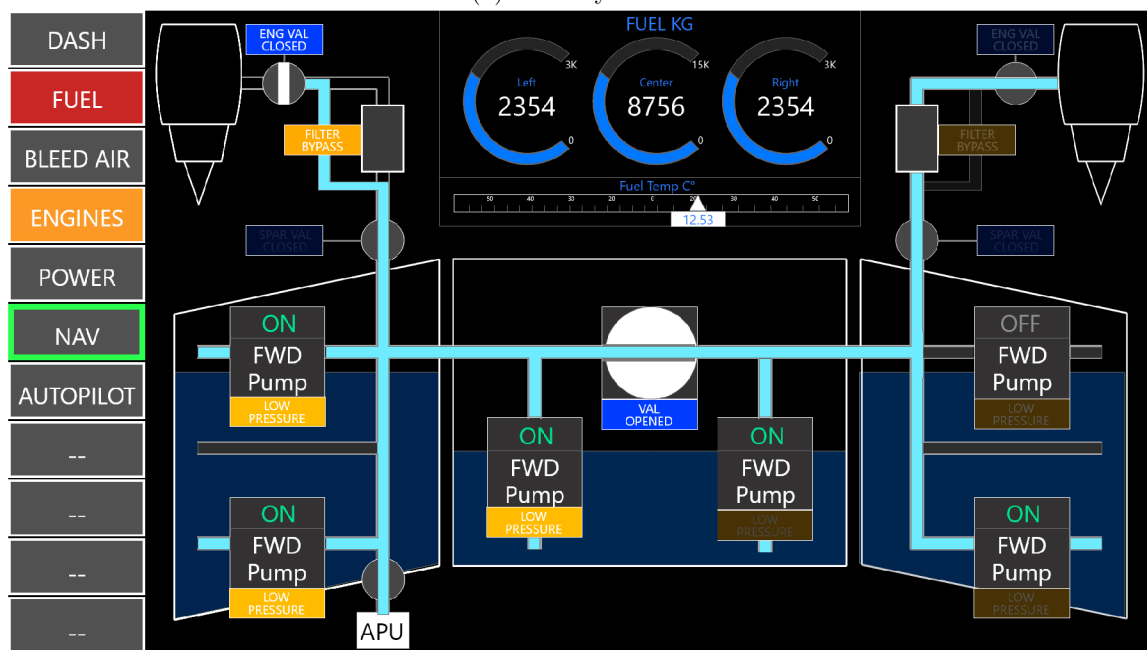 DASH
FUEL
BLEED AIR
ENGINES
POWER
NAV
AUTOPILOT
--
--
--
--
ENG VAL
CLOSED
FILTER
BYPASS
SPAR VAL
CLOSED
FUEL KG
Left
2354
3K
0
Center
8756
15K
0
Right
2354
3K
0
Fuel Temp C°
50 40 30 20 0 20 30 40 50
12.53
ENG VAL
CLOSED
FILTER
BYPASS
SPAR VAL
CLOSED
ON
FWD
Pump
LOW
PRESSURE
ON
FWD
Pump
LOW
PRESSURE
APU
VAL
OPENED
ON
FWD
Pump
LOW
PRESSURE
ON
FWD
Pump
LOW
PRESSURE
OFF
FWD
Pump
LOW
PRESSURE
ON
FWD
Pump
LOW
PRESSURE